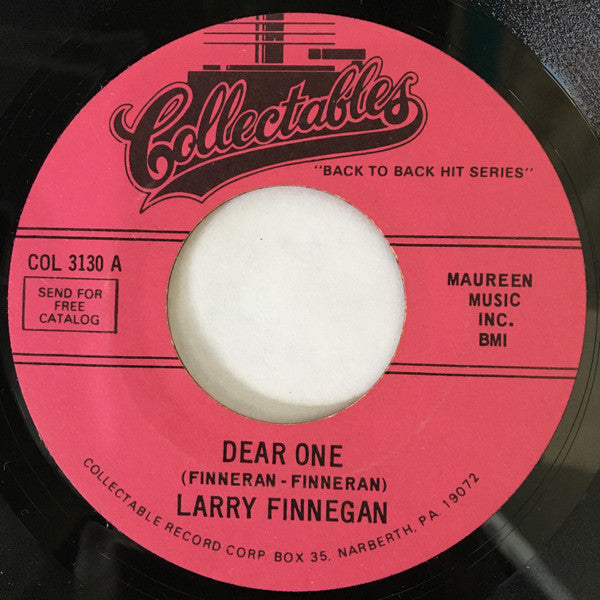 Collectables
"BACK TO BACK HIT SERIES"
COL 3130 A
SEND FOR
FREE
CATALOG
MAUREEN
MUSIC
INC.
BMI
DEAR ONE
(FINNERAN - FINNERAN)
LARRY FINNEGAN
COLLECTABLE RECORD CORP BOX 35, NARBERTH, PA. 19072